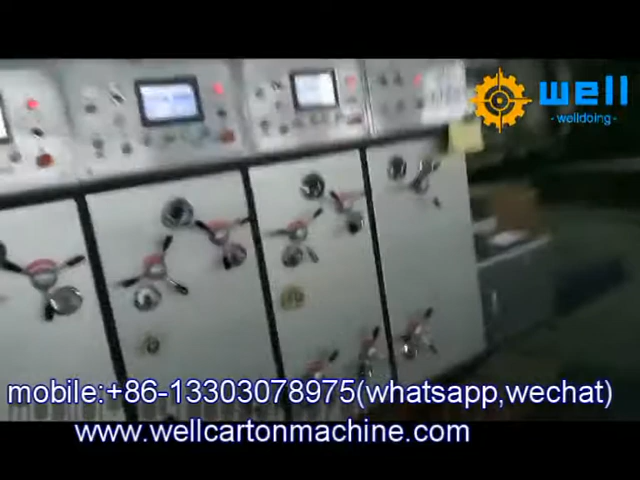 well
- welldoing-
mobile:+86-13303078975(whatsapp,wechat)
www.wellcartonmachine.com